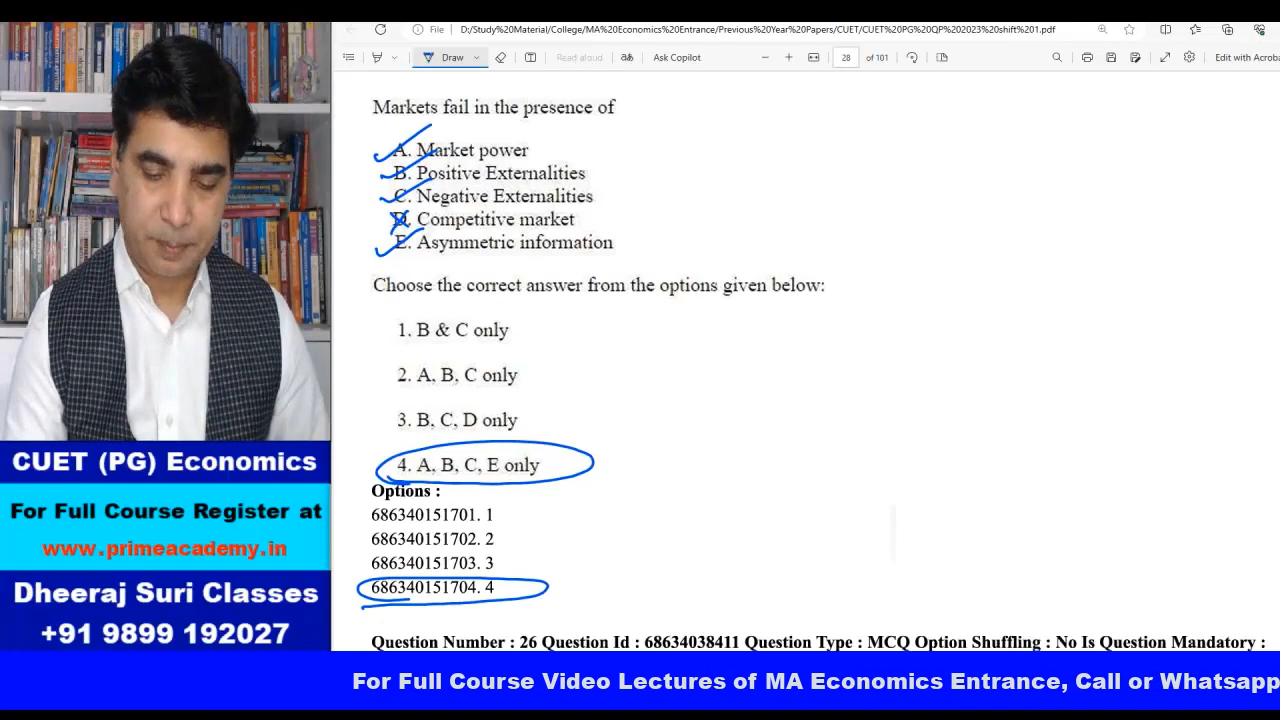 File
D:/Study%20Material/College/MA%20Economics%20Entrance/Previous%20Year%20Papers/CUET/CUET%20PG%20QP%202023%20shift%201.pdf
Draw
Read aloud
Ask Copilot
28
of 101
Edit with Acroba
Markets fail in the presence of
A. Market power
B. Positive Externalities
C. Negative Externalities
D. Competitive market
E. Asymmetric information
Choose the correct answer from the options given below:
1. B & C only
2. A, B, C only
3. B, C, D only
4. A, B, C, E only
Options :
686340151701. 1
686340151702. 2
686340151703. 3
686340151704. 4
Question Number : 26 Question Id : 68634038411 Question Type : MCQ Option Shuffling : No Is Question Mandatory :
CUET (PG) Economics
For Full Course Register at
www.primeacademy.in
Dheeraj Suri Classes
+91 9899 192027
For Full Course Video Lectures of MA Economics Entrance, Call or Whatsapp